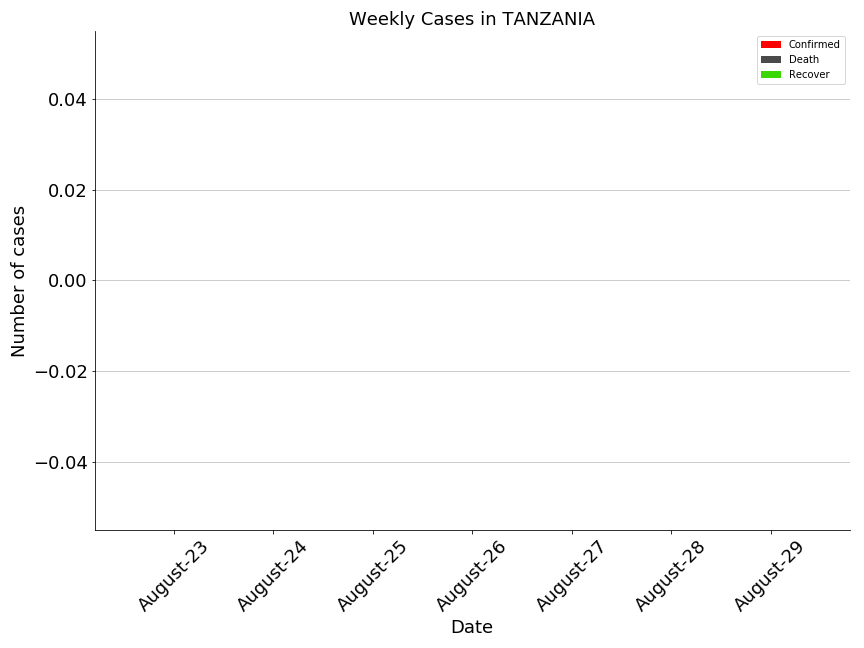 Weekly Cases in TANZANIA
Confirmed
Death
Recover
0.04
0.02
0.00
−0.02
−0.04
Number of cases
August-23
August-24
August-25
August-26
August-27
August-28
August-29
Date